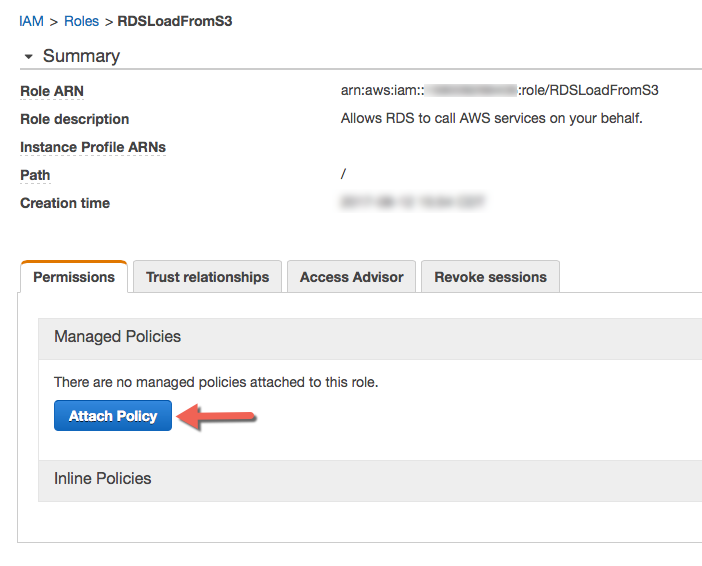 IAM > Roles > RDSLoadFromS3
Summary
Role ARN arn:aws:iam:: :role/RDSLoadFromS3
Role description Allows RDS to call AWS services on your behalf.
Instance Profile ARNs
Path /
Creation time
Permissions Trust relationships Access Advisor Revoke sessions
Managed Policies
There are no managed policies attached to this role.
Attach Policy
Inline Policies